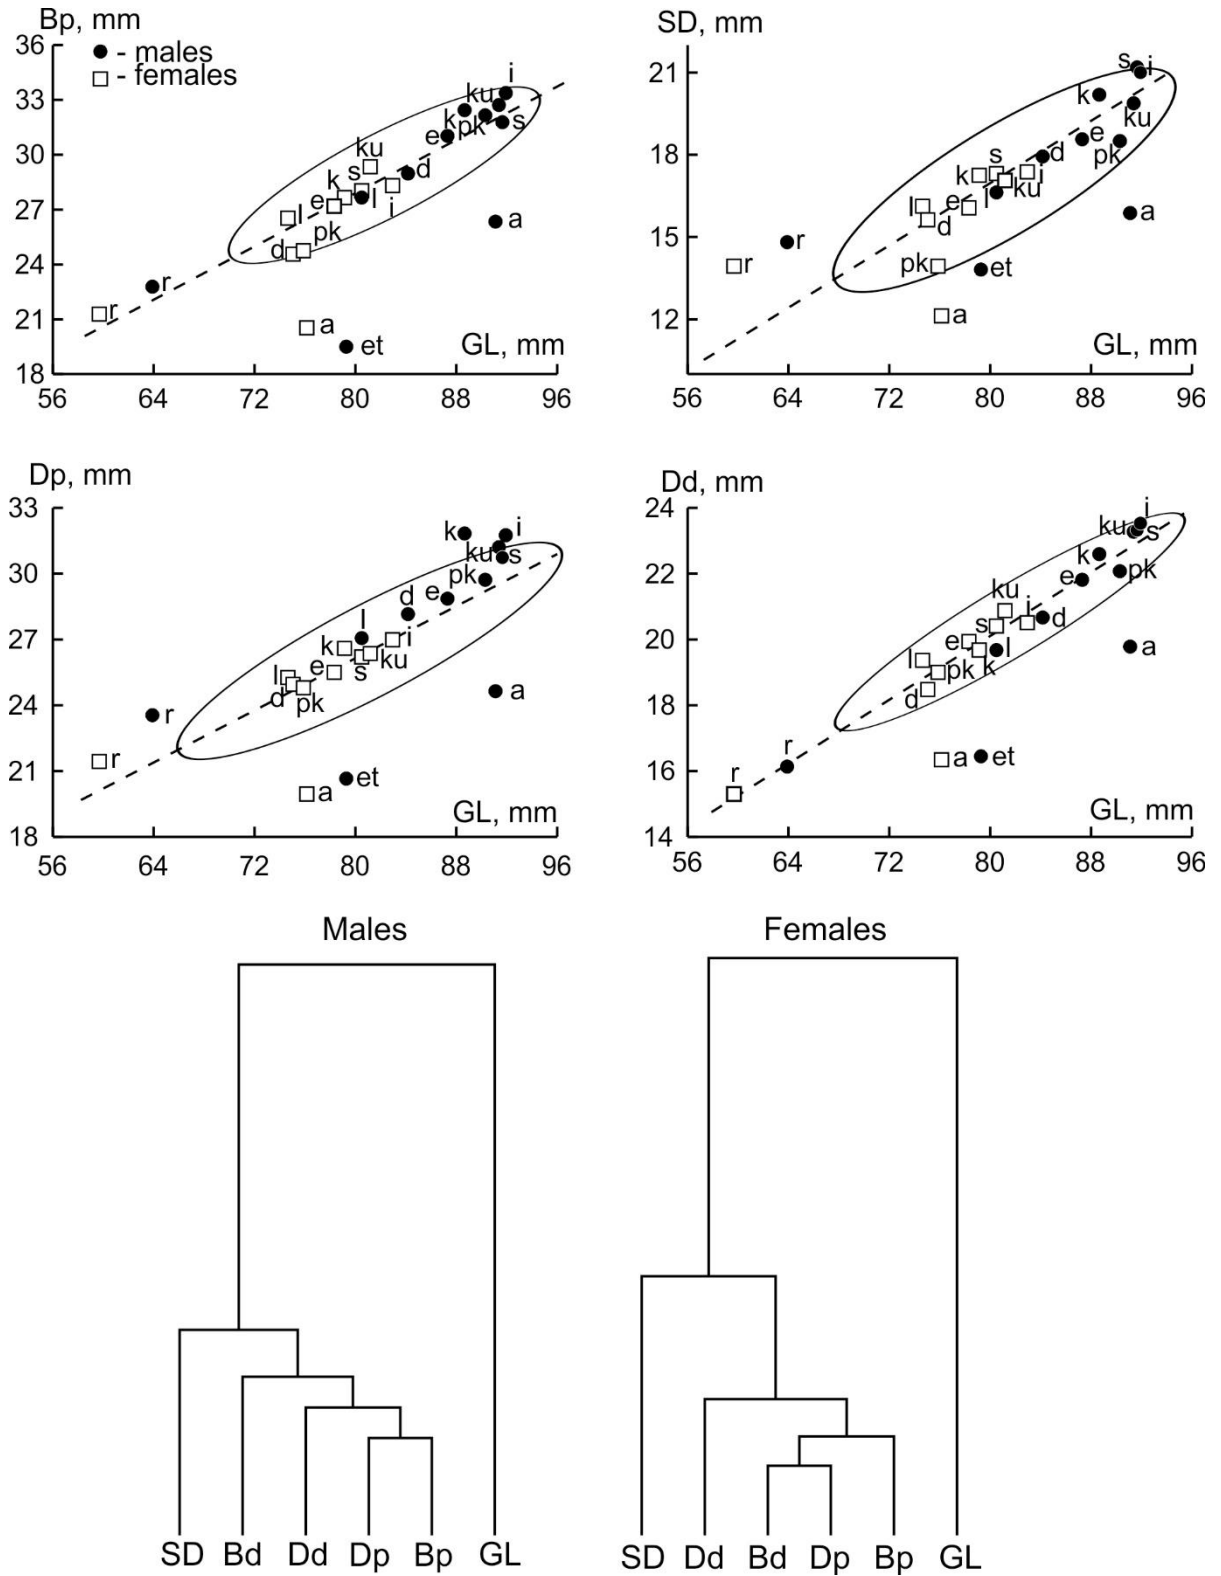 Bp, mm
36
● - males
□ - females
33
30
27
24
21
18
i
ku
k
pk
s
e
ku
d
s
k
e
l
l
i
pk
d
a
r
r
a
et
GL, mm
56 64 72 80 88 96
SD, mm
21
18
15
12
s
i
k
ku
e
pk
d
s
k
i
ku
l
e
l
d
a
r
r
pk
et
a
GL, mm
56 64 72 80 88 96
Dp, mm
33
30
27
24
21
18
k
i
ku
s
pk
e
d
l
k
i
ku
e
s
l
d
pk
a
r
r
et
a
GL, mm
56 64 72 80 88 96
Dd, mm
24
22
20
18
16
14
i
ku
s
k
pk
e
ku
i
s
d
e
l
k
l
pk
d
a
r
r
a
et
GL, mm
56 64 72 80 88 96
Males
SD Bd Dd Dp Bp GL
Females
SD Dd Bd Dp Bp GL